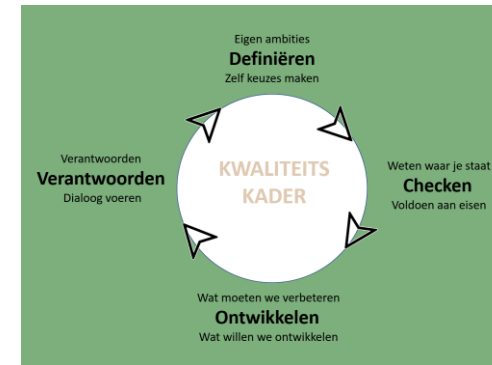 Eigen ambities
Definiëren
Zelf keuzes maken
Verantwoorden
Verantwoorden
Dialoog voeren
KWALITEITS
KADER
Weten waar je staat
Checken
Voldoen aan eisen
Wat moeten we verbeteren
Ontwikkelen
Wat willen we ontwikkelen